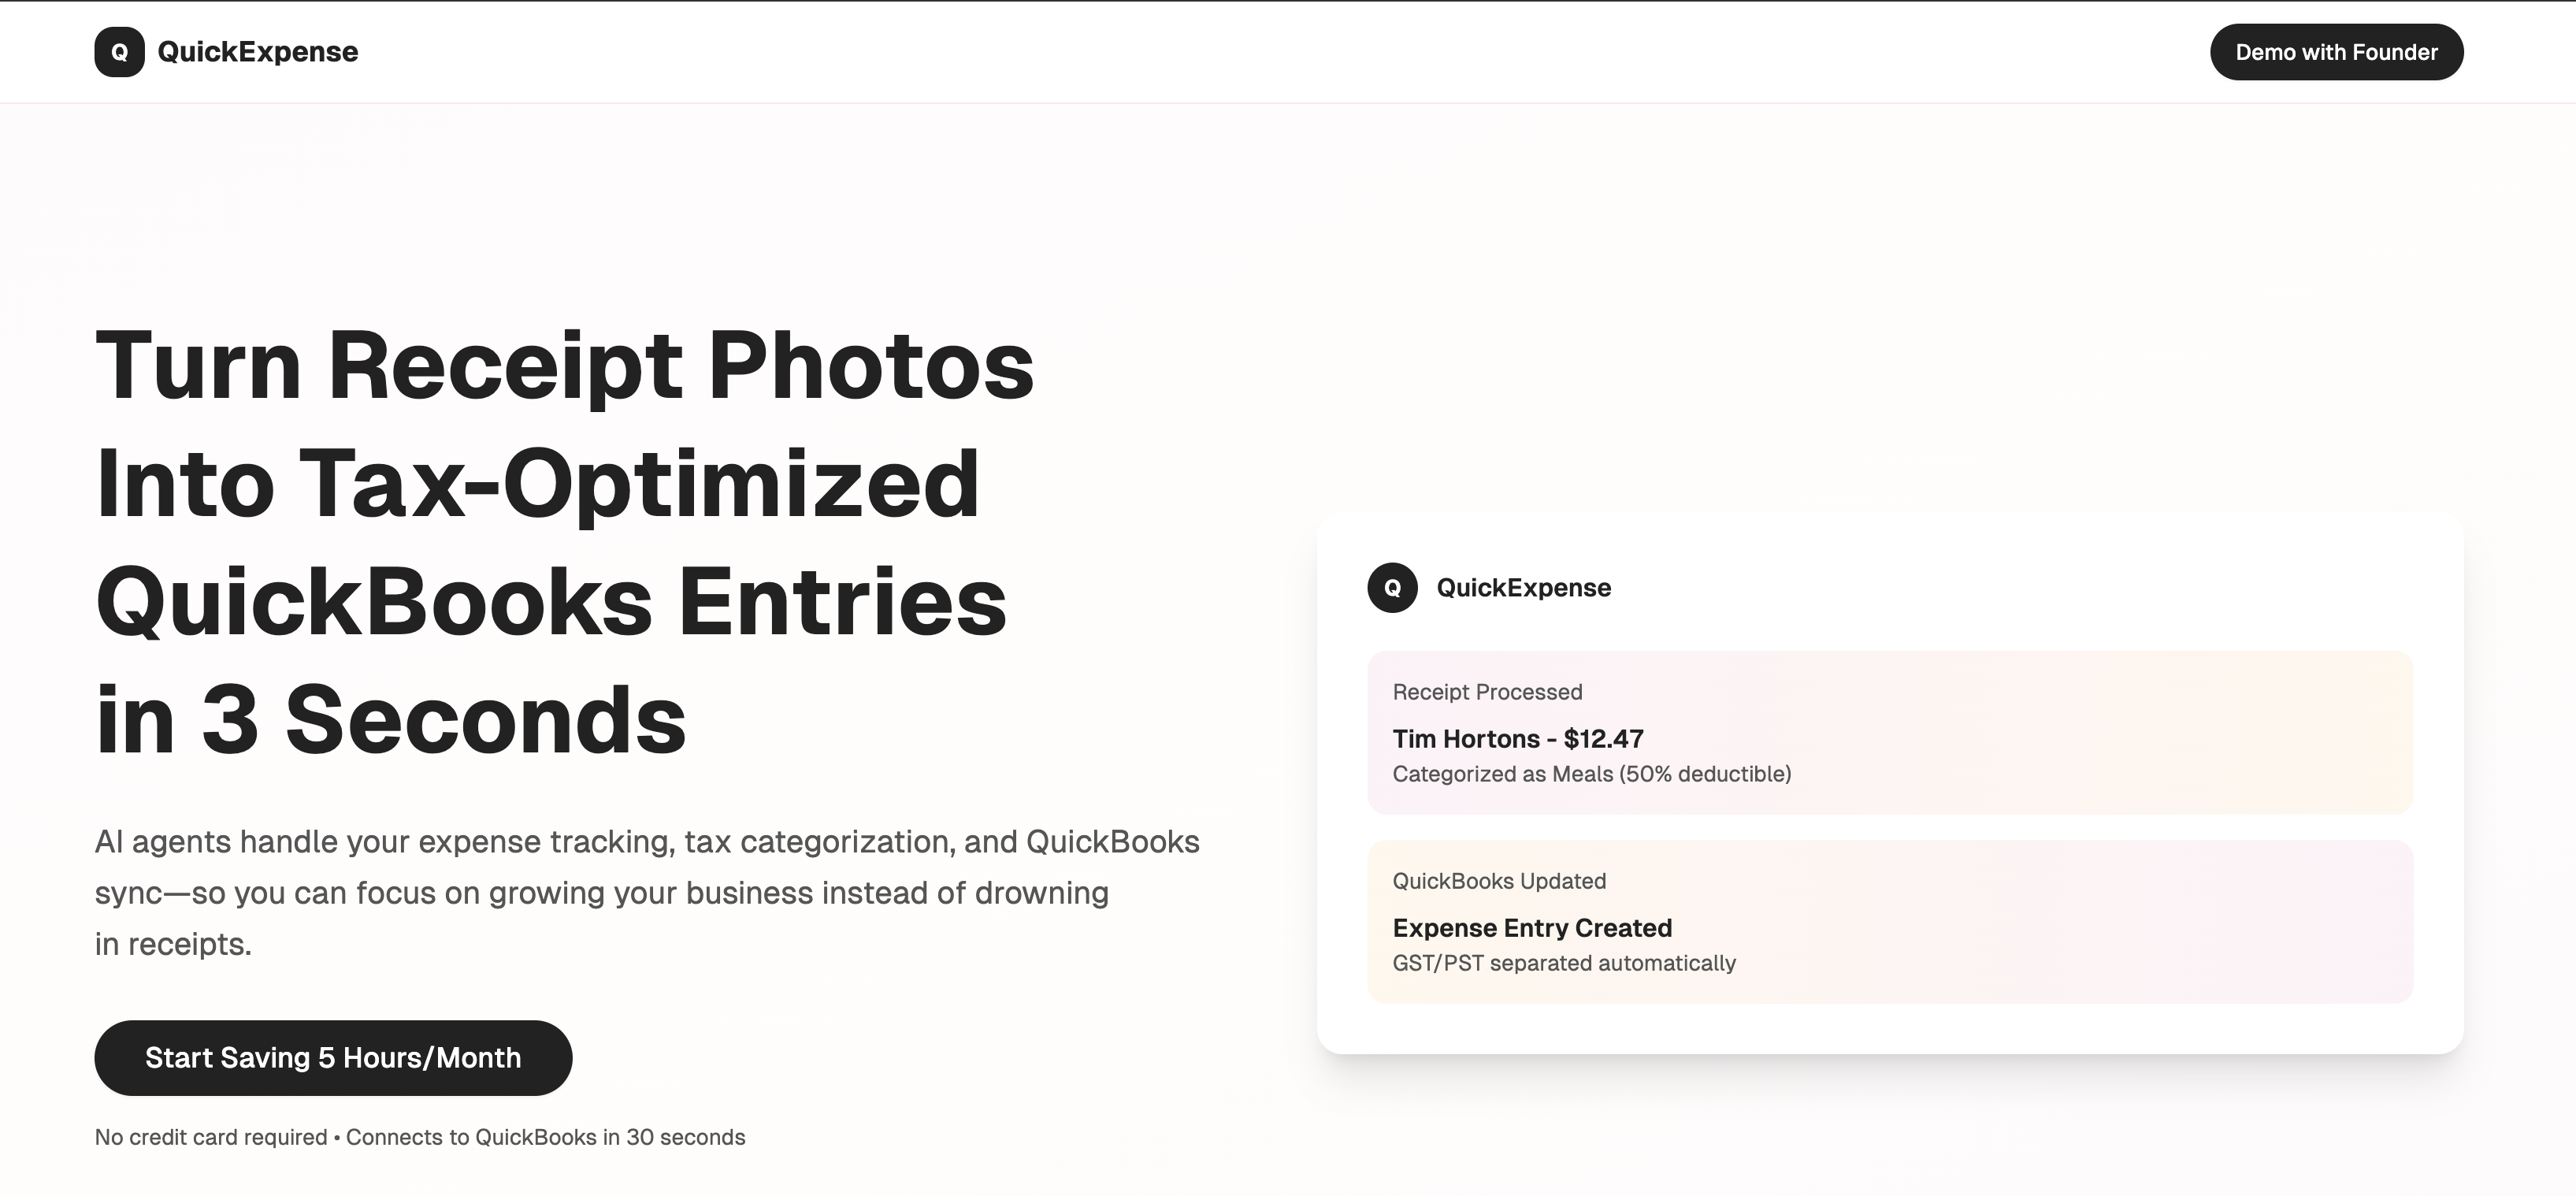 Q QuickExpense
Demo with Founder
Turn Receipt Photos
Into Tax-Optimized
QuickBooks Entries
in 3 Seconds
AI agents handle your expense tracking, tax categorization, and QuickBooks
sync—so you can focus on growing your business instead of drowning
in receipts.
Start Saving 5 Hours/Month
No credit card required • Connects to QuickBooks in 30 seconds
Q QuickExpense
Receipt Processed
Tim Hortons - $12.47
Categorized as Meals (50% deductible)
QuickBooks Updated
Expense Entry Created
GST/PST separated automatically